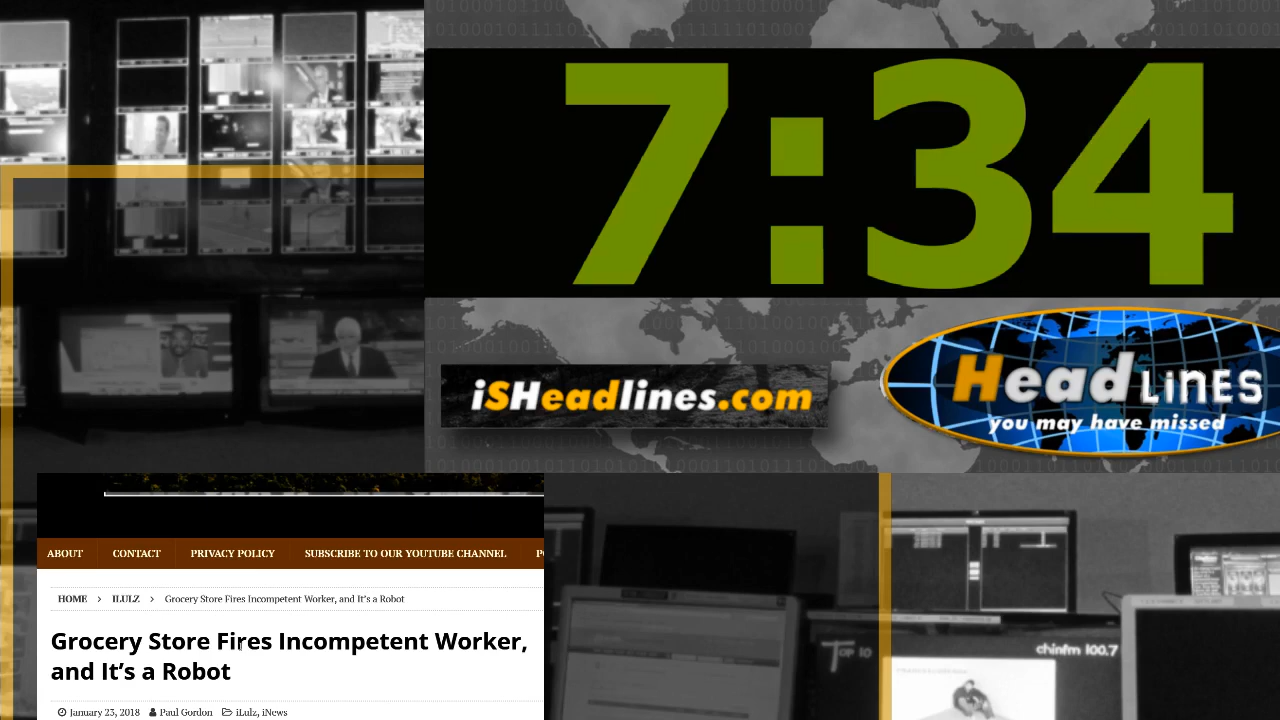 7:34
iSHeadlines.com
HeadLINES
you may have missed
ABOUT CONTACT PRIVACY POLICY SUBSCRIBE TO OUR YOUTUBE CHANNEL
HOME > ILULZ > Grocery Store Fires Incompetent Worker, and It's a Robot
Grocery Store Fires Incompetent Worker,
and It's a Robot
January 23, 2018 Paul Gordon iLulz, iNews
TOP 10
chinfm 100.7